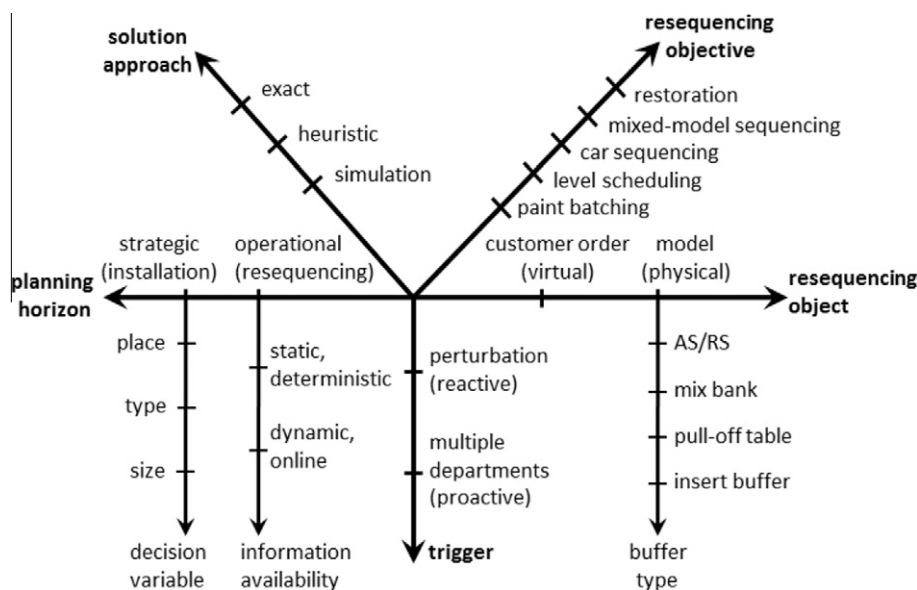 solution
approach
exact
heuristic
simulation
resequencing
objective
restoration
mixed-model sequencing
car sequencing
level scheduling
paint batching
strategic
(installation)
operational
(resequencing)
customer order
(virtual)
model
(physical)
planning
horizon
resequencing
object
place
type
size
decision
variable
static,
deterministic
dynamic,
online
information
availability
perturbation
(reactive)
multiple
departments
(proactive)
trigger
AS/RS
mix bank
pull-off table
insert buffer
buffer
type